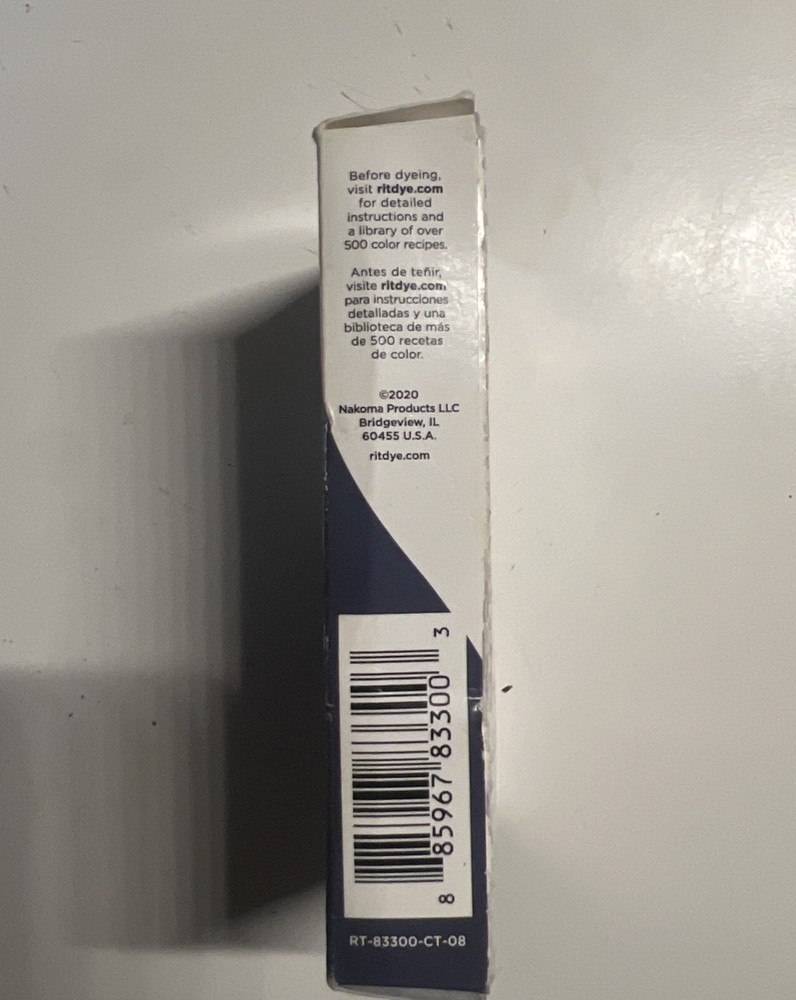 Before dyeing,
visit ritdye.com
for detailed
instructions and
a library of over
500 color recipes.
Antes de teñir,
visite ritdye.com
para instrucciones
detalladas y una
biblioteca de más
de 500 recetas
de color.
©2020
Nakoma Products LLC
Bridgeview, IL
60455 U.S.A.
ritdye.com
8 85967 83300 3
RT-83300-CT-08